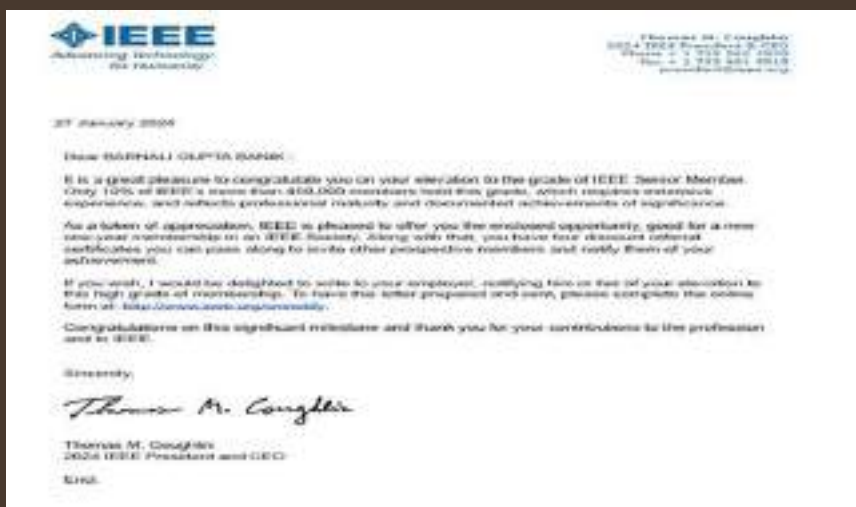 IEEE
Advancing Technology
for Humanity
Thomas M. Coughlin
2024 IEEE President & CEO
27 January 2024
Dear BARNALI GUPTA BANIK,
It is a great pleasure to congratulate you on your elevation to the grade of IEEE Senior Member.
Only 10% of IEEE's more than 450,000 members hold this grade, which requires extensive
experience, and reflects professional maturity and documented achievements of significance.
As a token of appreciation, IEEE is pleased to offer you the enclosed opportunity, good for a new
one-year membership in an IEEE Society. Along with that, you have four discount referral
certificates you can pass along to invite other prospective members and notify them of your
achievement.
If you wish, I would be delighted to write to your employer, notifying him or her of your elevation to
this high grade of membership. To have this letter prepared and sent, please complete the online
form at:
Congratulations on this significant milestone and thank you for your contributions to the profession
and to IEEE.
Sincerely,
Thomas M. Coughlin
Thomas M. Coughlin
2024 IEEE President and CEO
Encl.